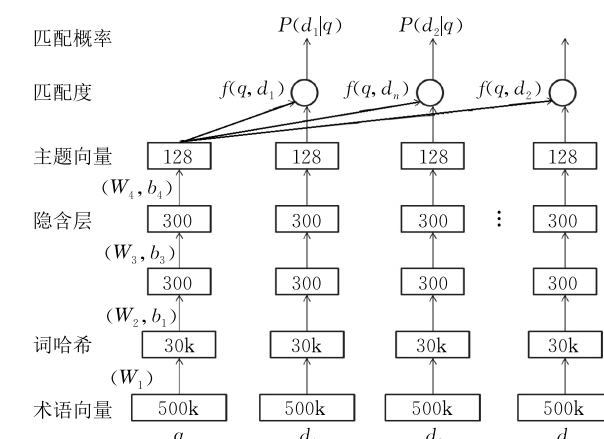 匹配概率 P(d₁|q) P(d₂|q)
匹配度 f(q, d₁) f(q, dₙ) f(q, d₂)
主题向量 128 128 128 128
(W₄, b₄)
隐含层 300 300 300 ⋮ 300
(W₃, b₃)
300 300 300 300
(W₂, b₁)
词哈希 30k 30k 30k 30k
(W₁)
术语向量 500k 500k 500k 500k